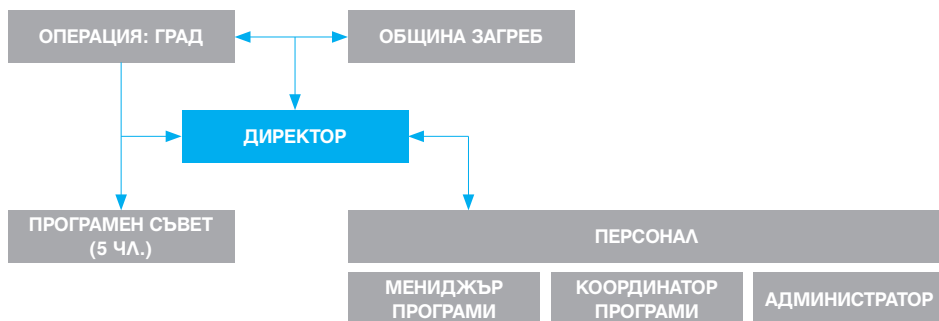 ОПЕРАЦИЯ: ГРАД
ОБЩИНА ЗАГРЕБ
ДИРЕКТОР
ПРОГРАМЕН СЪВЕТ
(5 ЧЛ.)
ПЕРСОНАЛ
МЕНИДЖЪР
ПРОГРАМИ
КООРДИНАТОР
ПРОГРАМИ
АДМИНИСТРАТОР